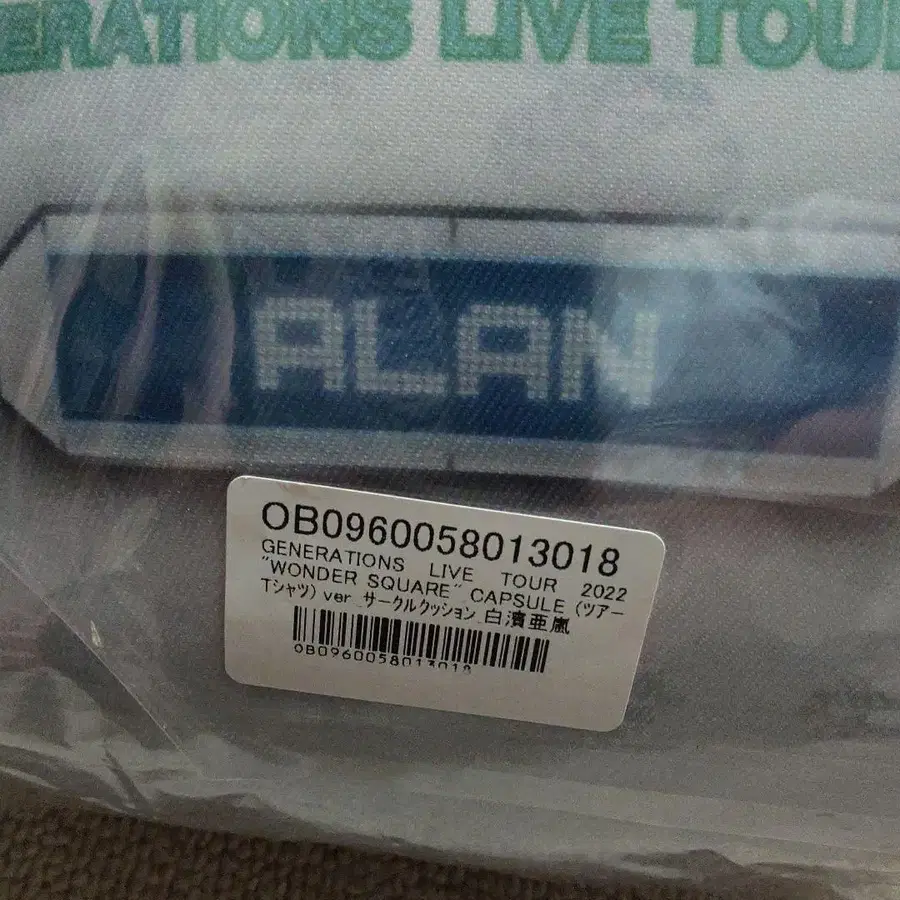 ERATIONS LIVE TOU
ALAN
OB0960058013018
GENERATIONS LIVE TOUR 2022
"WONDER SQUARE" CAPSULE (ツアー
Tシャツ) ver_サークルクッション_白濱亜嵐
OB0960058013018